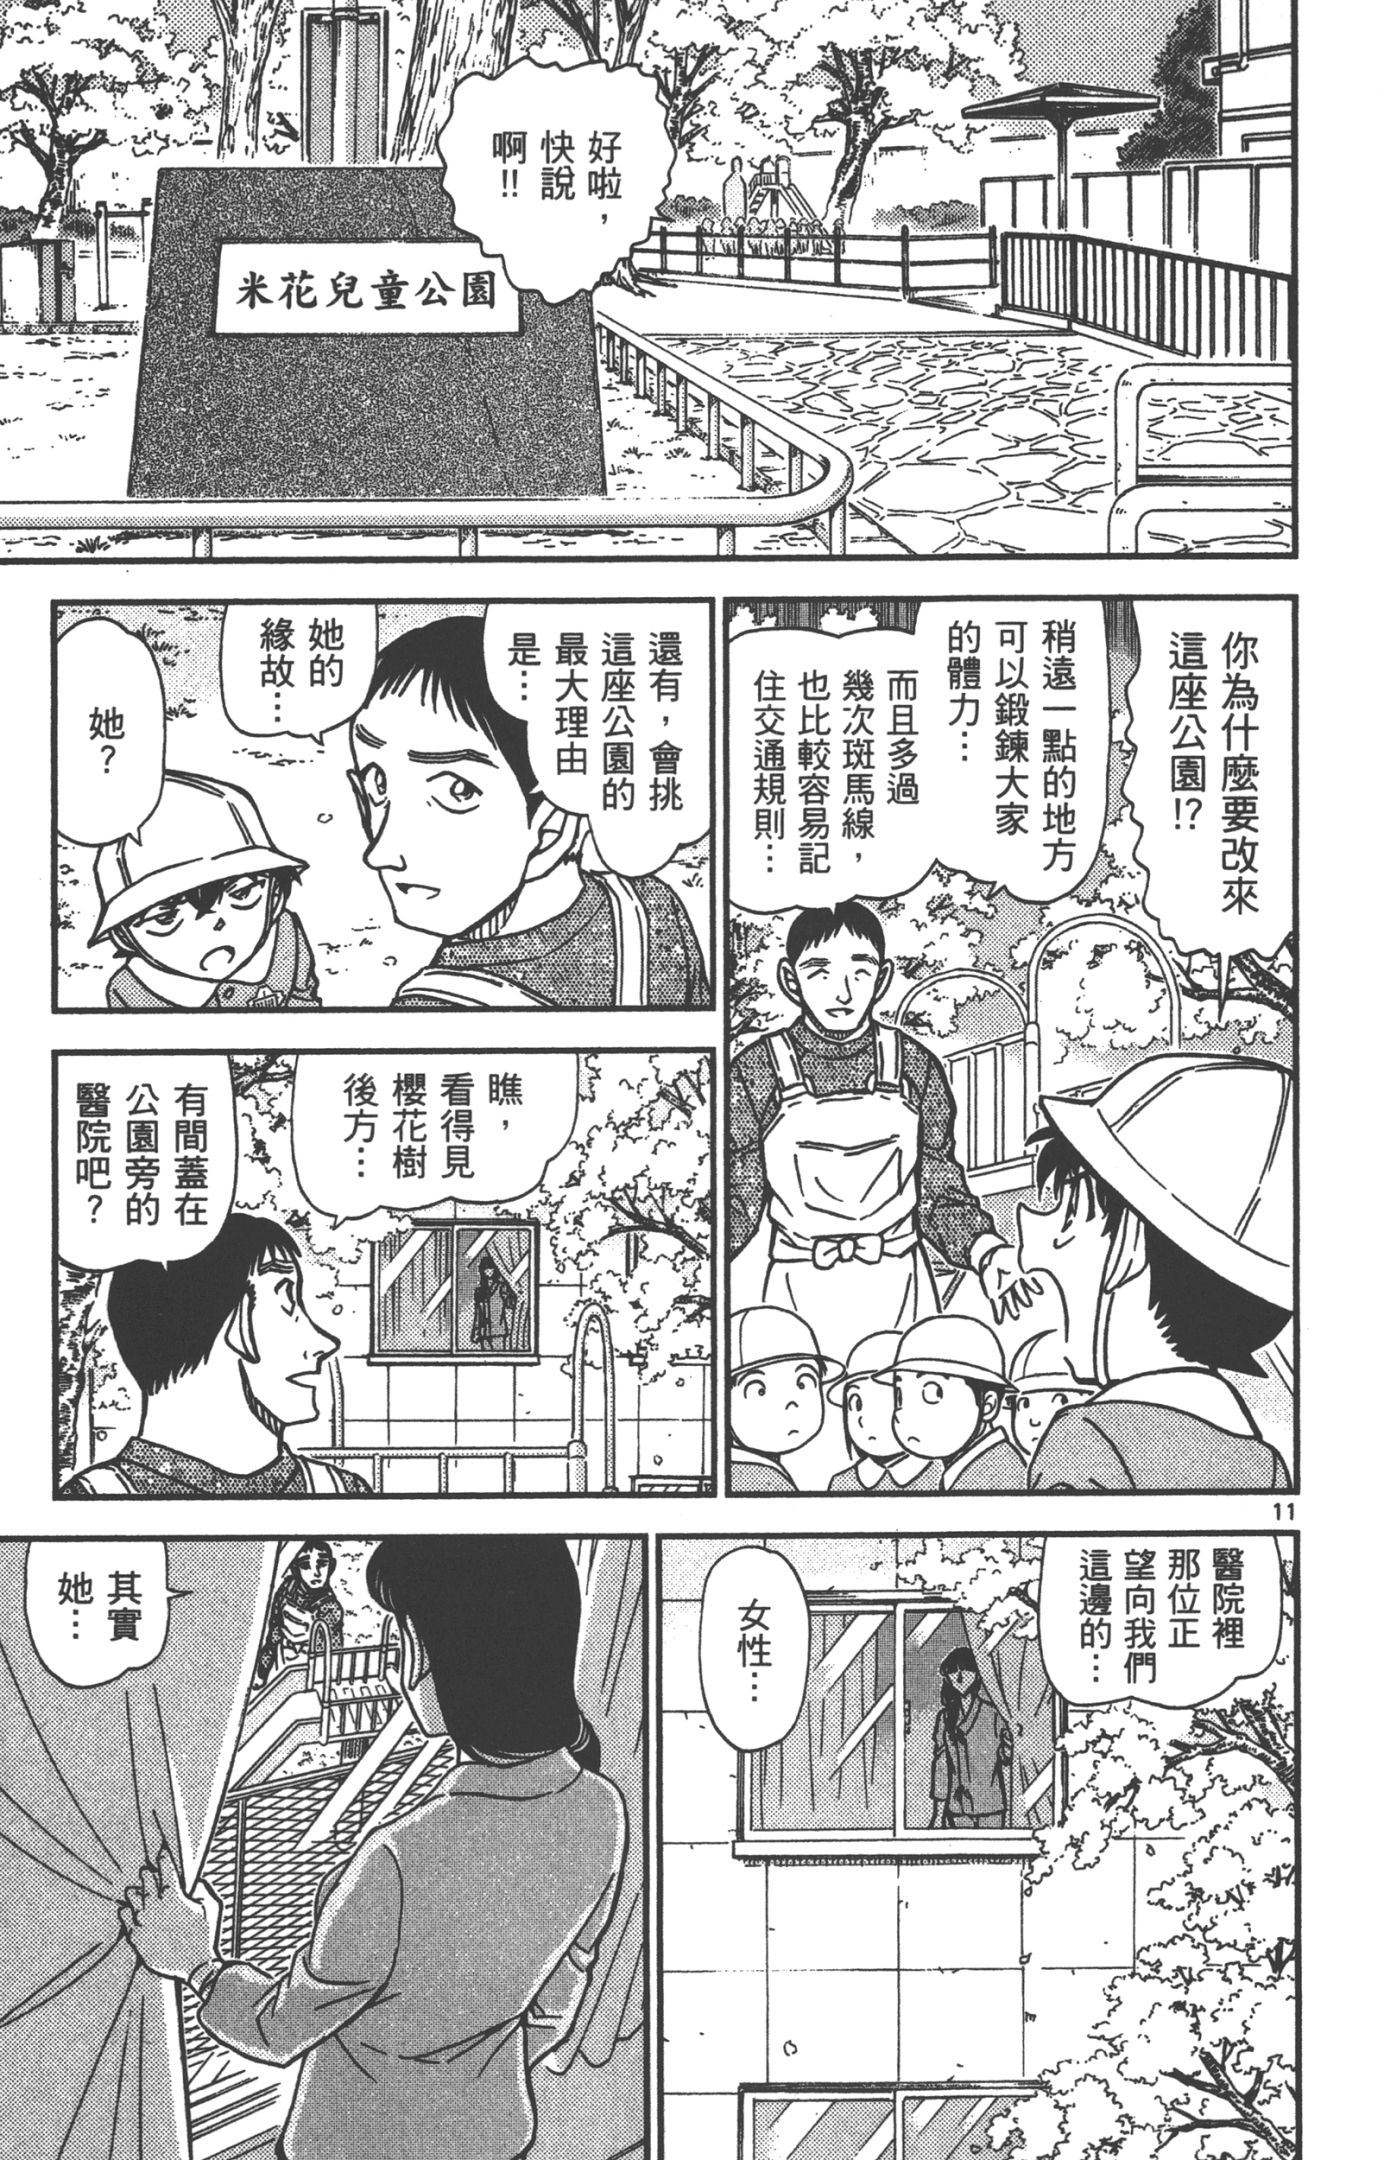 好啦，
快說
啊!!
米花兒童公園
你為什麼要改來
這座公園!?
稍遠一點的地方
可以鍛鍊大家
的體力…
而且多過
幾次斑馬線，
也比較容易記
住交通規則…
還有，會挑
這座公園的
最大理由
是…
她的
緣故…
她？
瞧，
看得見
櫻花樹
後方…
有間蓋在
公園旁的
醫院吧？
11
醫院裡
那位正
望向我們
這邊的…
女性…
其實
她…